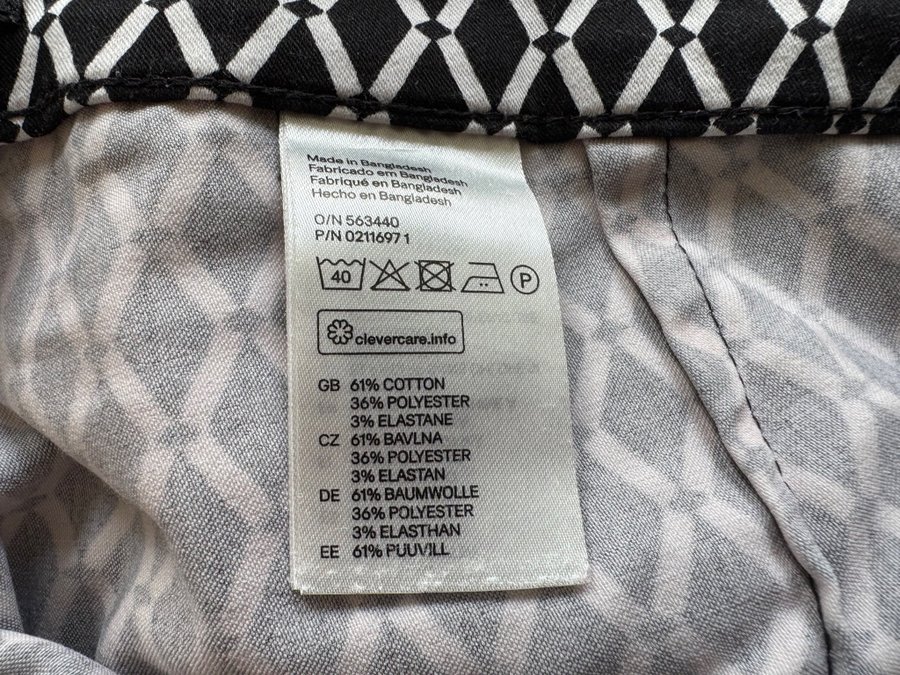 Made in Bangladesh
Fabricado em Bangladesh
Fabriqué en Bangladesh
Hecho en Bangladesh
O/N 563440
P/N 02116971
40 P
clevercare.info
GB 61% COTTON
36% POLYESTER
3% ELASTANE
CZ 61% BAVLNA
36% POLYESTER
3% ELASTAN
DE 61% BAUMWOLLE
36% POLYESTER
3% ELASTHAN
EE 61% PUUVILL